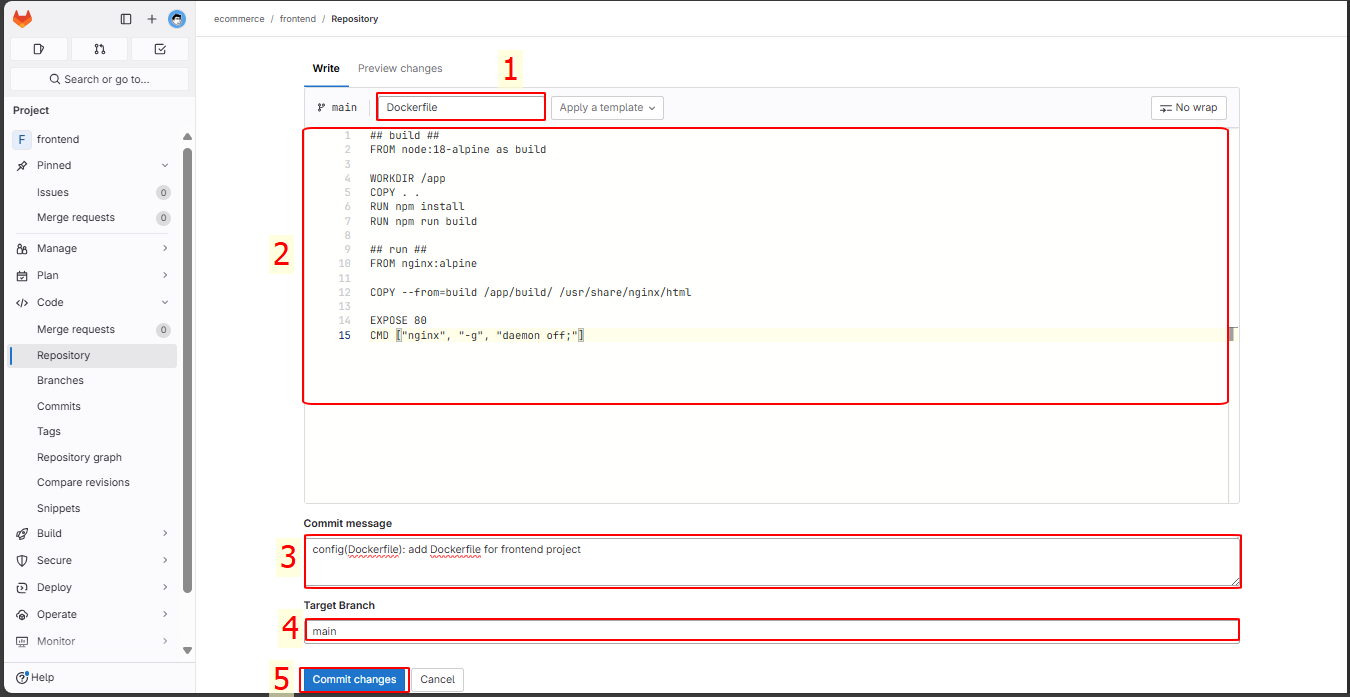 ecommerce / frontend / Repository
Search or go to...
Project
F frontend
Pinned
Issues 0
Merge requests 0
Manage
Plan
Code
Merge requests 0
Repository
Branches
Commits
Tags
Repository graph
Compare revisions
Snippets
Build
Secure
Deploy
Operate
Monitor
Help
Write Preview changes
1
main Dockerfile Apply a template No wrap
2
1 ## build ##
2 FROM node:18-alpine as build
3
4 WORKDIR /app
5 COPY . .
6 RUN npm install
7 RUN npm run build
8
9 ## run ##
10 FROM nginx:alpine
11
12 COPY --from=build /app/build/ /usr/share/nginx/html
13
14 EXPOSE 80
15 CMD ["nginx", "-g", "daemon off;"]
Commit message
3 config(Dockerfile): add Dockerfile for frontend project
Target Branch
4 main
5 Commit changes Cancel